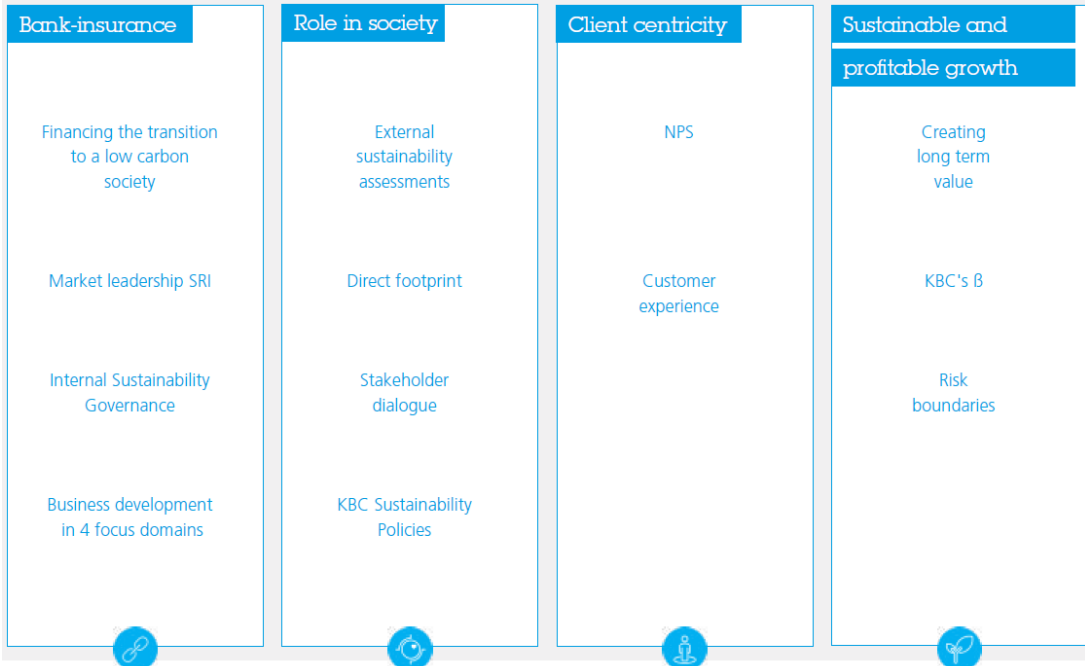 Bank-insurance
Financing the transition
to a low carbon
society
Market leadership SRI
Internal Sustainability
Governance
Business development
in 4 focus domains
Role in society
External
sustainability
assessments
Direct footprint
Stakeholder
dialogue
KBC Sustainability
Policies
Client centricity
NPS
Customer
experience
Sustainable and
profitable growth
Creating
long term
value
KBC's ß
Risk
boundaries